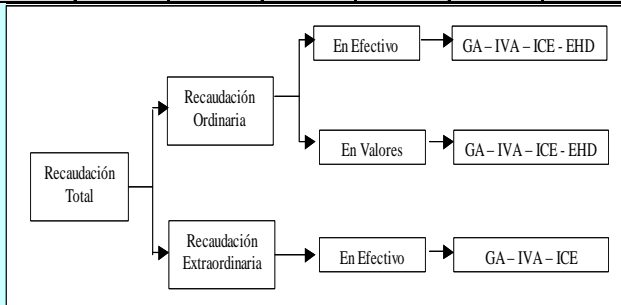 En Efectivo
GA – IVA – ICE - EHD
Recaudación
Ordinaria
En Valores
GA – IVA – ICE - EHD
Recaudación
Total
Recaudación
Extraordinaria
En Efectivo
GA – IVA – ICE